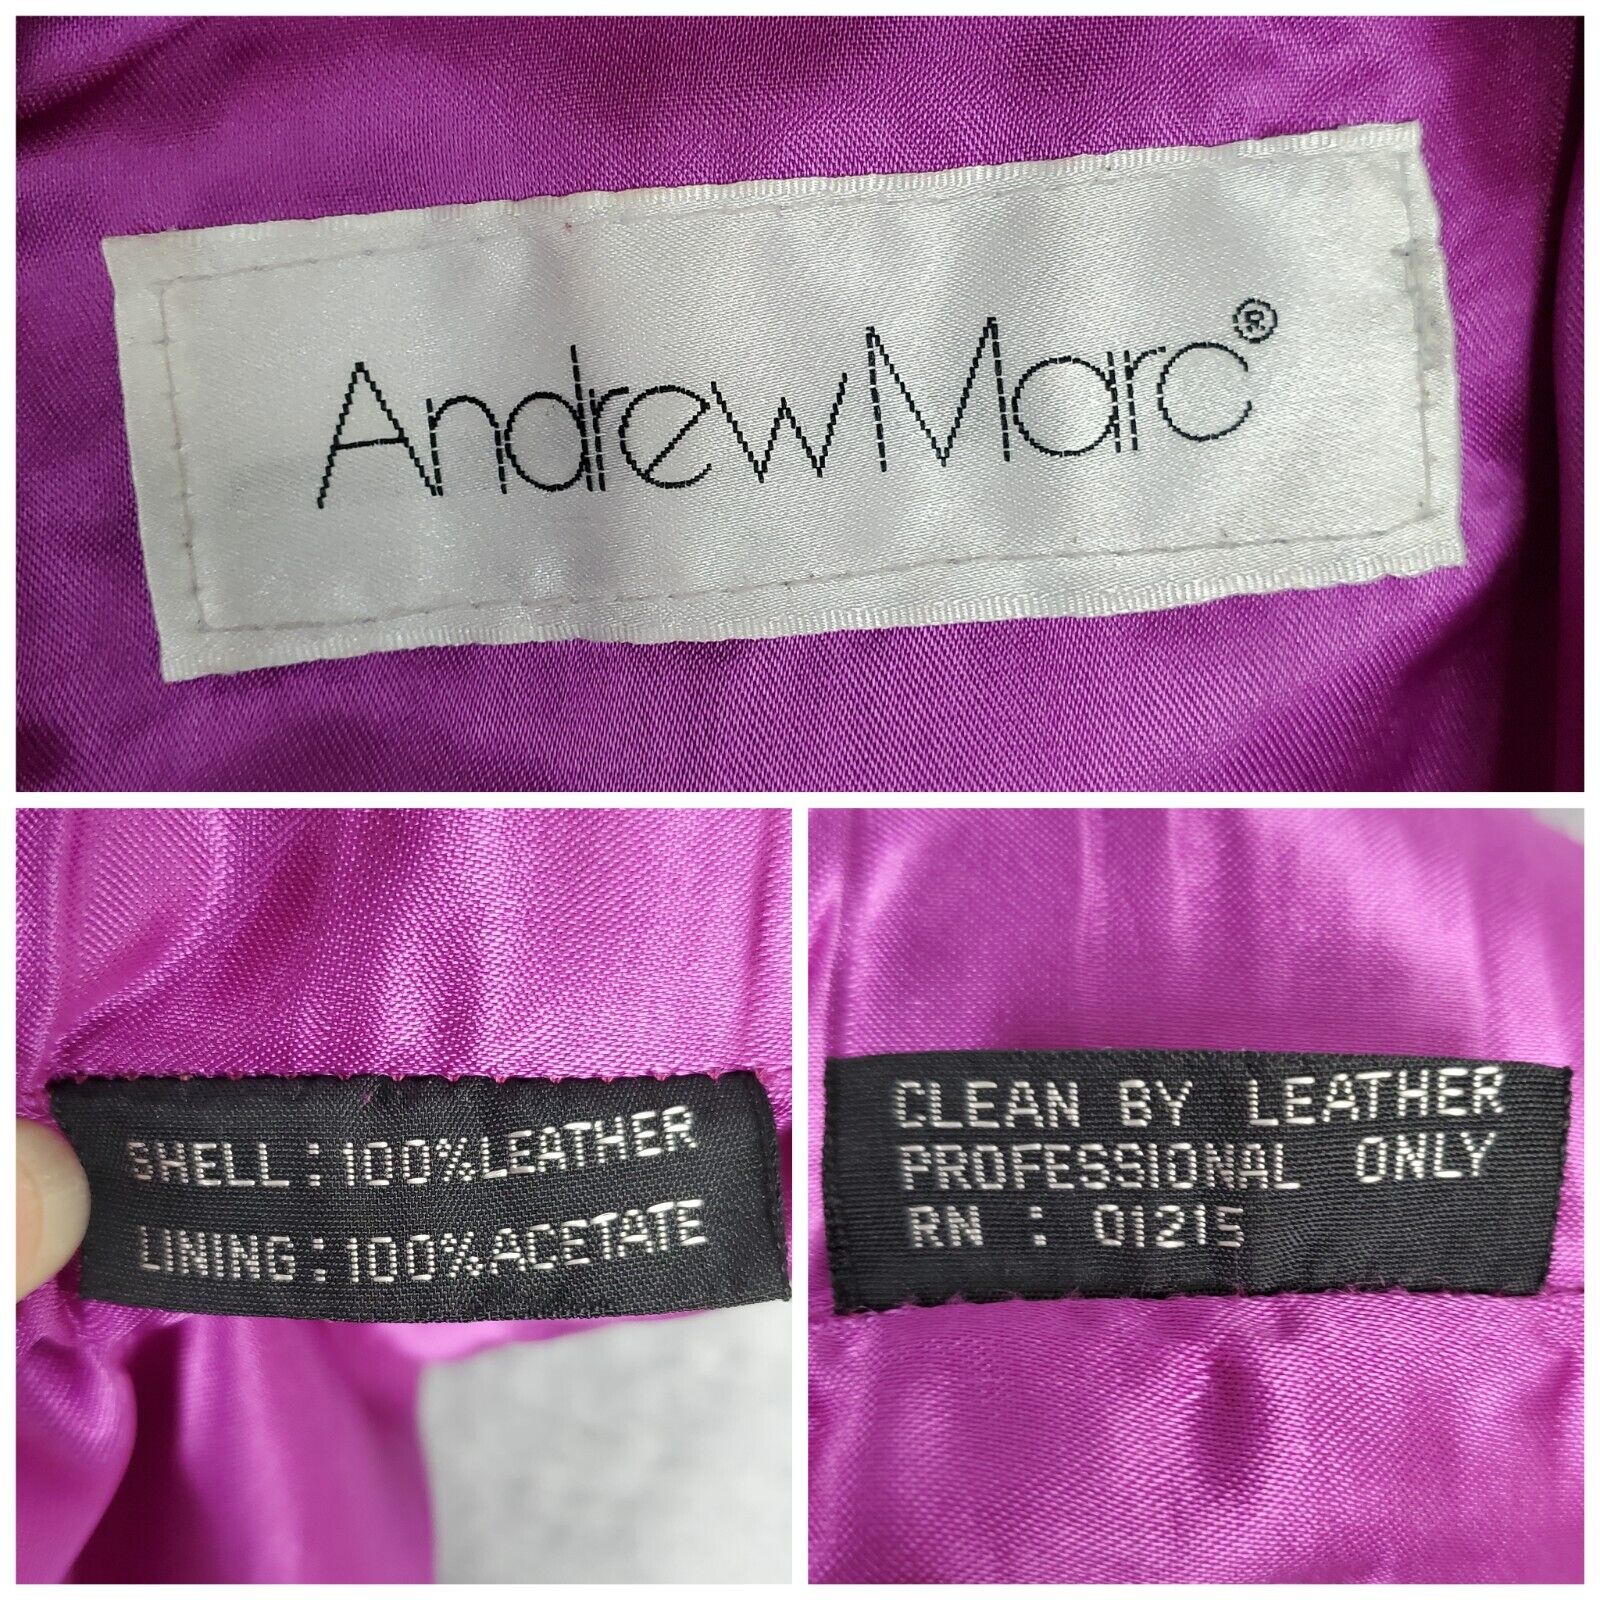 AndrewMarc®
SHELL : 100%LEATHER
LINING : 100%ACETATE
CLEAN BY LEATHER
PROFESSIONAL ONLY
RN : 01215